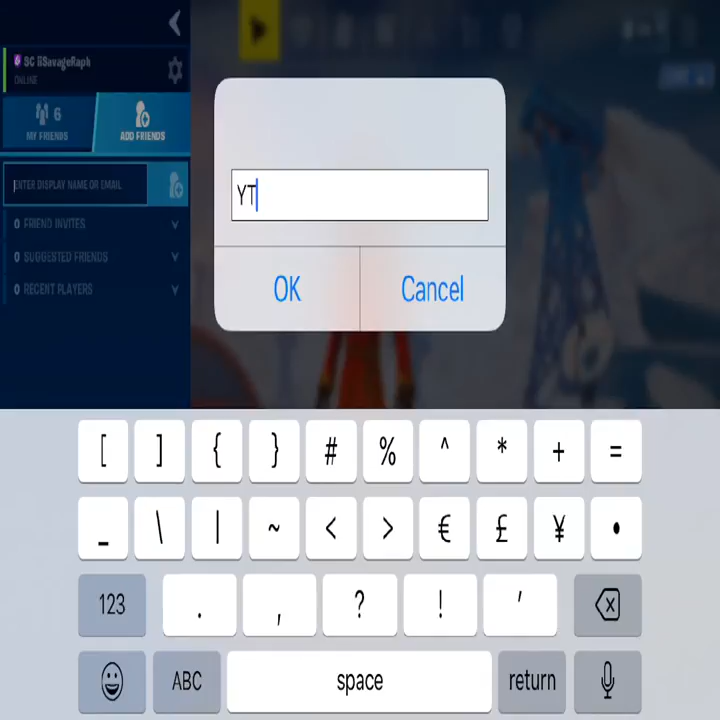 SC iiSavageRaph
ONLINE
6
MY FRIENDS
ADD FRIENDS
ENTER DISPLAY NAME OR EMAIL
0 FRIEND INVITES
0 SUGGESTED FRIENDS
0 RECENT PLAYERS
YT
OK Cancel
[ ] { } # % ^ * + =
_ \ | ~ < > € £ ¥ •
123 . , ? ! '
ABC space return